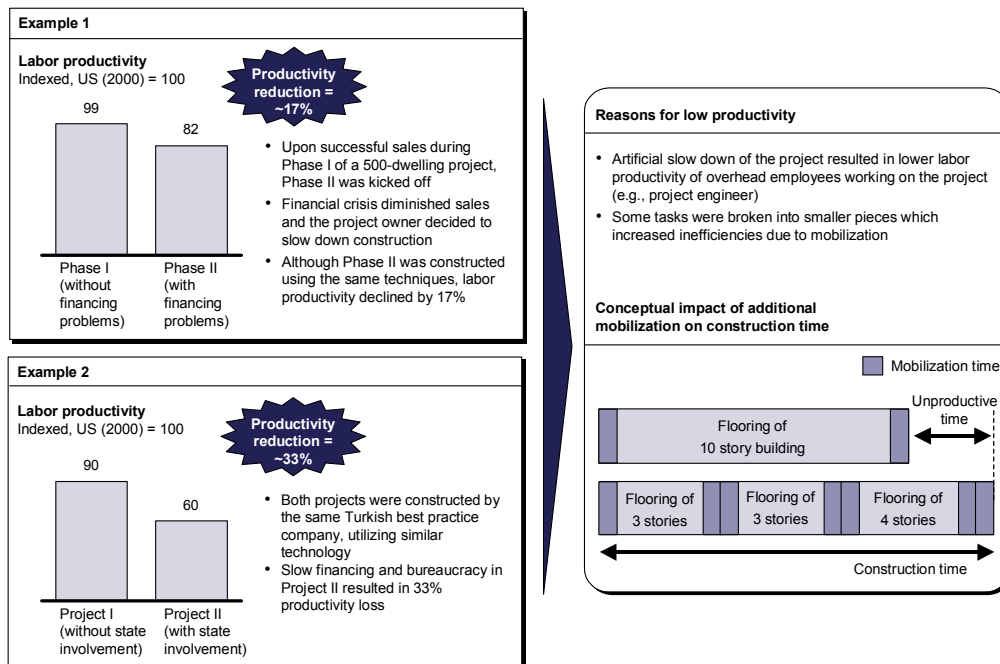 Example 1
Labor productivity
Indexed, US (2000) = 100
Productivity
reduction =
~17%
99
82
Phase I
(without
financing
problems)
Phase II
(with
financing
problems)
• Upon successful sales during
Phase I of a 500-dwelling project,
Phase II was kicked off
• Financial crisis diminished sales
and the project owner decided to
slow down construction
• Although Phase II was constructed
using the same techniques, labor
productivity declined by 17%
Example 2
Labor productivity
Indexed, US (2000) = 100
Productivity
reduction =
~33%
90
60
Project I
(without state
involvement)
Project II
(with state
involvement)
• Both projects were constructed by
the same Turkish best practice
company, utilizing similar
technology
• Slow financing and bureaucracy in
Project II resulted in 33%
productivity loss
Reasons for low productivity
• Artificial slow down of the project resulted in lower labor
productivity of overhead employees working on the project
(e.g., project engineer)
• Some tasks were broken into smaller pieces which
increased inefficiencies due to mobilization
Conceptual impact of additional
mobilization on construction time
Mobilization time
Unproductive
time
Flooring of
10 story building
Flooring of
3 stories
Flooring of
3 stories
Flooring of
4 stories
Construction time